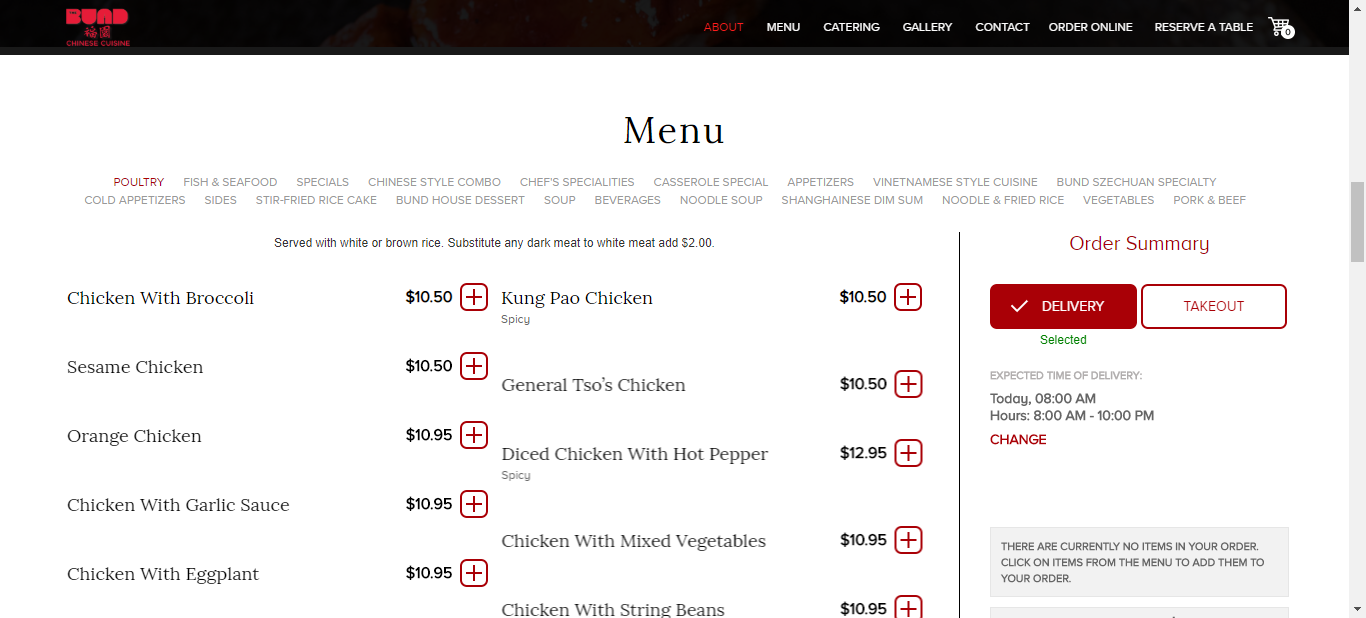 BUND
裕園
CHINESE CUISINE
ABOUT MENU CATERING GALLERY CONTACT ORDER ONLINE RESERVE A TABLE 0
Menu
POULTRY FISH & SEAFOOD SPECIALS CHINESE STYLE COMBO CHEF'S SPECIALITIES CASSEROLE SPECIAL APPETIZERS VINETNAMESE STYLE CUISINE BUND SZECHUAN SPECIALTY
COLD APPETIZERS SIDES STIR-FRIED RICE CAKE BUND HOUSE DESSERT SOUP BEVERAGES NOODLE SOUP SHANGHAINESE DIM SUM NOODLE & FRIED RICE VEGETABLES PORK & BEEF
Served with white or brown rice. Substitute any dark meat to white meat add $2.00.
Chicken With Broccoli $10.50
Sesame Chicken $10.50
Orange Chicken $10.95
Chicken With Garlic Sauce $10.95
Chicken With Eggplant $10.95
Kung Pao Chicken $10.50
Spicy
General Tso's Chicken $10.50
Diced Chicken With Hot Pepper $12.95
Spicy
Chicken With Mixed Vegetables $10.95
Chicken With String Beans $10.95
Order Summary
DELIVERY TAKEOUT
Selected
EXPECTED TIME OF DELIVERY:
Today, 08:00 AM
Hours: 8:00 AM - 10:00 PM
CHANGE
THERE ARE CURRENTLY NO ITEMS IN YOUR ORDER.
CLICK ON ITEMS FROM THE MENU TO ADD THEM TO
YOUR ORDER.